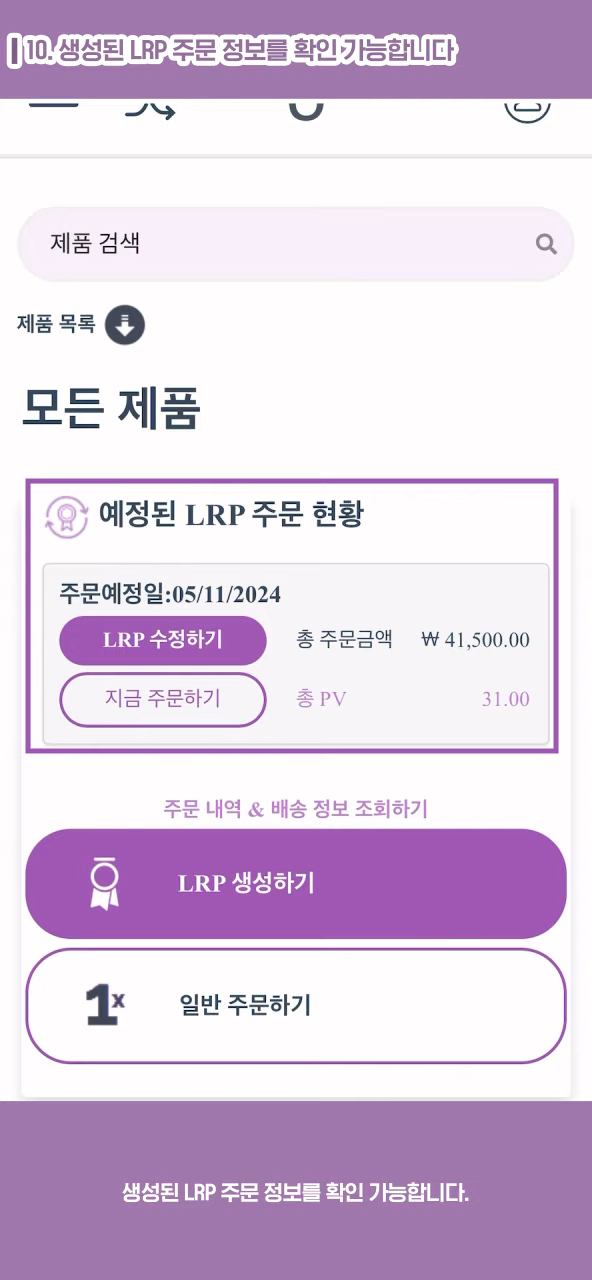 10. 생성된 LRP 주문 정보를 확인 가능합니다
제품 검색
제품 목록
모든 제품
예정된 LRP 주문 현황
주문예정일:05/11/2024
LRP 수정하기 총 주문금액 ₩ 41,500.00
지금 주문하기 총 PV 31.00
주문 내역 & 배송 정보 조회하기
LRP 생성하기
1x 일반 주문하기
생성된 LRP 주문 정보를 확인 가능합니다.